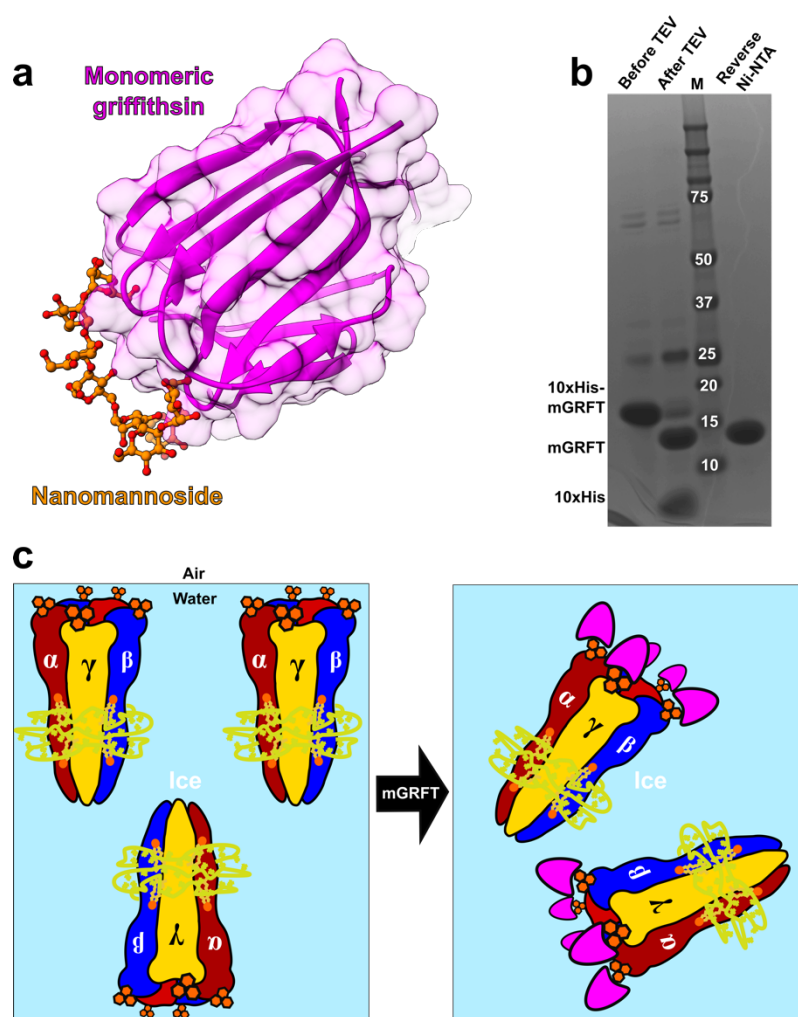 a
Monomeric
griffithsin
Nanomannoside
b
Before TEV
After TEV
M
Reverse
Ni-NTA
75
50
37
25
20
15
10
10xHis-
mGRFT
mGRFT
10xHis
c
Air
Water
α γ β
α γ β
Ice
β γ α
mGRFT
α γ β
Ice
β γ α